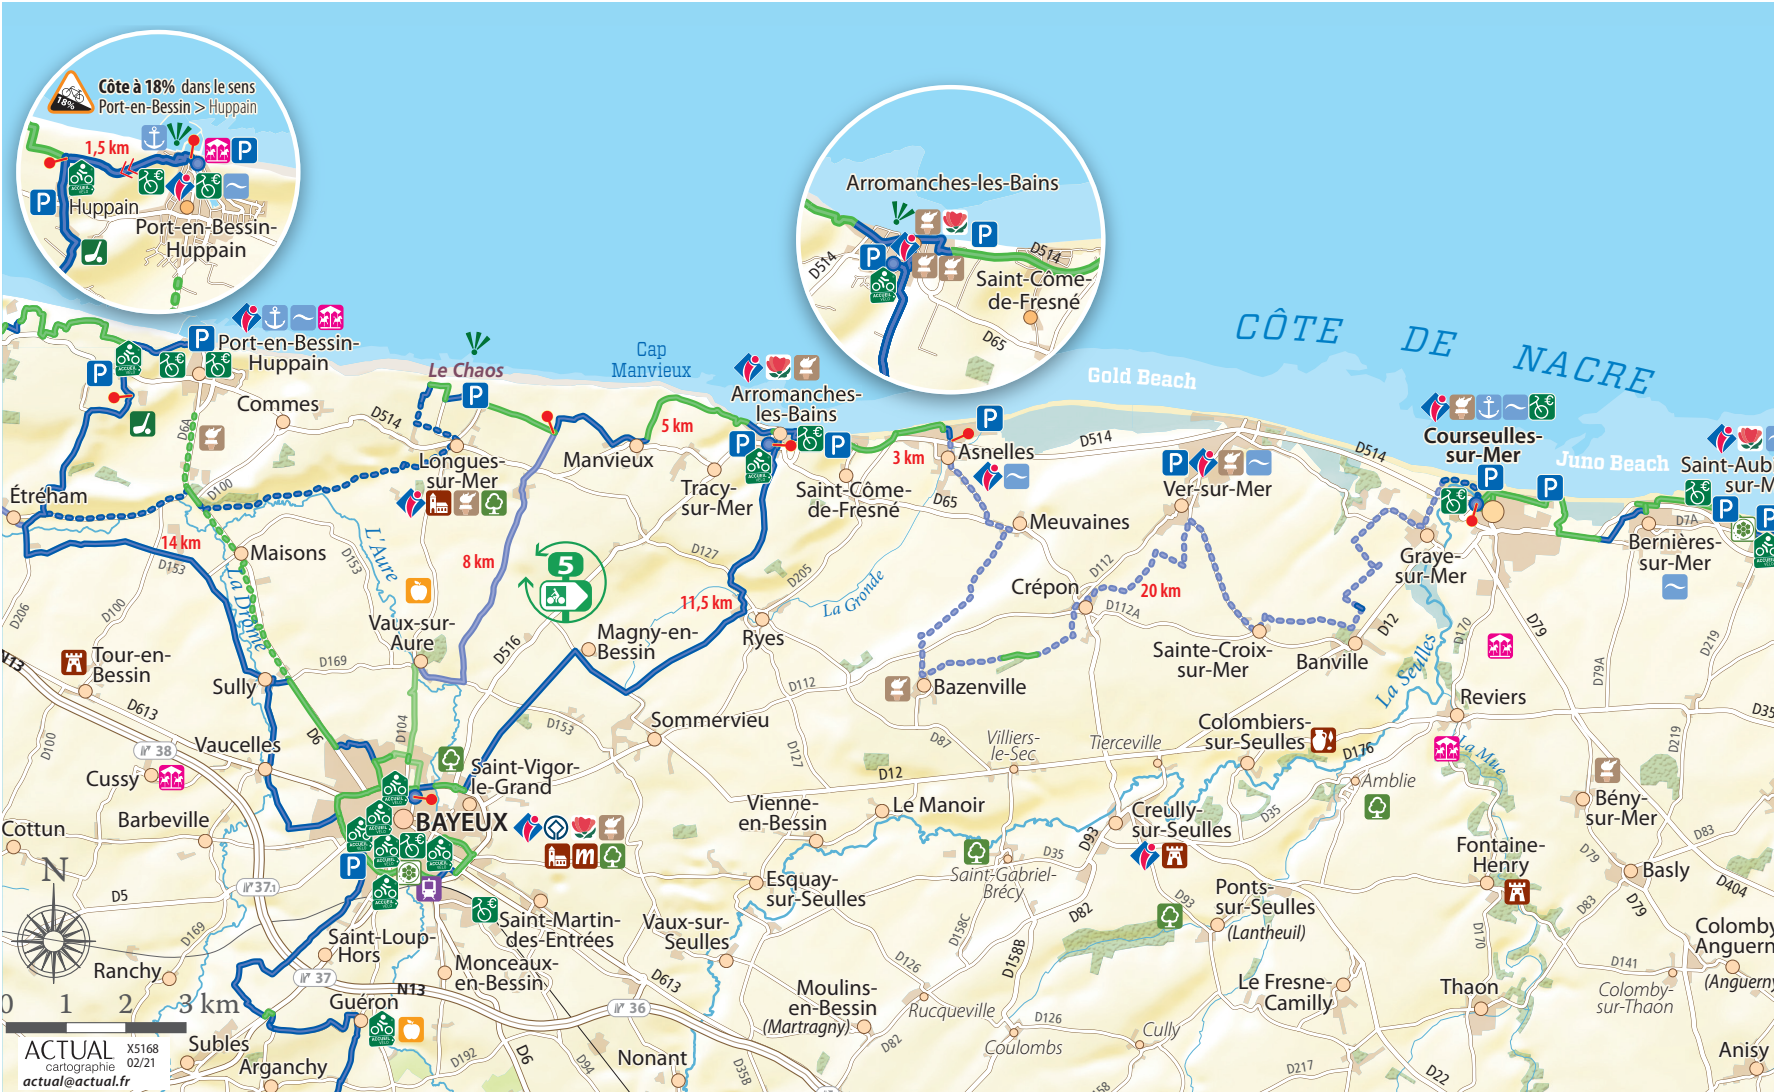 Côte à 18% dans le sens
Port-en-Bessin > Huppain
18%
1,5 km
P
P
Huppain
Port-en-Bessin-
Huppain
ACCUEIL
VÉLO
Arromanches-les-Bains
P
P
D514
D514
Saint-Côme-
de-Fresné
D65
ACCUEIL
VÉLO
CÔTE DE NACRE
Gold Beach
Juno Beach
Cap
Manvieux
Le Chaos
P
Port-en-Bessin-
Huppain
P
P
Commes
D514
D6A
D100
Étréham
14 km
D153
Maisons
D153
L'Aure
La Drôme
Longues-
sur-Mer
Manvieux
5 km
Arromanches-
les-Bains
P
P
Tracy-
sur-Mer
Saint-Côme-
de-Fresné
3 km
P
Asnelles
D514
D65
Meuvaines
P
Ver-sur-Mer
D514
Courseulles-
sur-Mer
P
P
Graye-
sur-Mer
Bernières-
sur-Mer
D7A
Saint-Aub
sur-M
P
P
8 km
5
D127
D205
La Gronde
11,5 km
Ryes
Crépon
D112
D112A
20 km
Sainte-Croix-
sur-Mer
Banville
D12
La Seulles
D170
D79
D79A
D219
D206
D100
N13
Tour-en-
Bessin
Sully
D169
Vaux-sur-
Aure
D516
Magny-en-
Bessin
D112
Bazenville
Reviers
D35
D613
D100
37
38
Vaucelles
D6
D104
D153
Sommervieu
D127
D87
Villiers-
le-Sec
Tierceville
Colombiers-
sur-Seulles
D176
La Mue
D219
Cussy
Barbeville
Cottun
Saint-Vigor-
le-Grand
BAYEUX
P
m
D12
Vienne-
en-Bessin
Le Manoir
Creully-
sur-Seulles
D93
D35
Amblie
Bény-
sur-Mer
D83
D79
Fontaine-
Henry
Basly
D404
D79
D83
N
D5
37.1
D169
Saint-Martin-
des-Entrées
Saint-Loup-
Hors
Monceaux-
en-Bessin
Esquay-
sur-Seulles
Vaux-sur-
Seulles
D35
Saint-Gabriel-
Brécy
D82
D93
Ponts-
sur-Seulles
(Lantheuil)
D158C
D158B
D126
D170
Colomby
Anguern
(Anguerny
D141
Colomby-
sur-Thaon
Ranchy
37
N13
D613
36
Guéron
Moulins-
en-Bessin
(Martragny)
Rucqueville
Le Fresne-
Camilly
Thaon
0 1 2 3 km
Subles
Arganchy
D192
D6
D94
Nonant
D35B
D82
D126
Coulombs
Cully
D217
D22
Anisy
ACTUAL
cartographie
X5168
02/21
actual@actual.fr